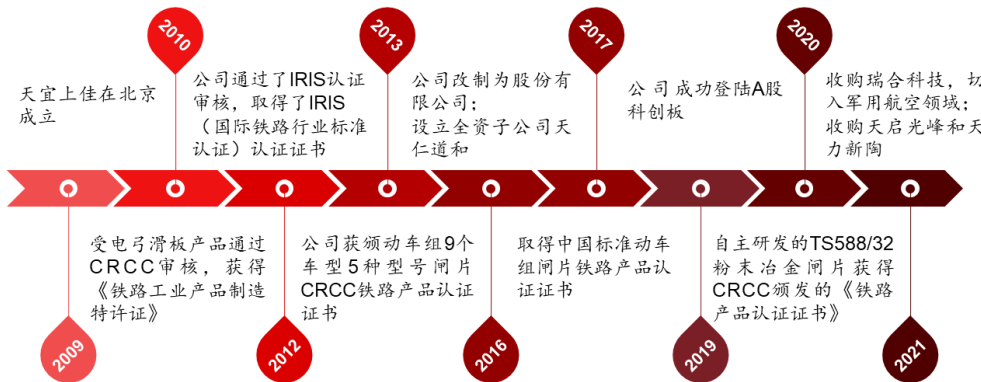 2010
2013
2017
2020
天宜上佳在北京
成立
公司通过了IRIS认证
审核，取得了IRIS
（国际铁路行业标准
认证）认证证书
公司改制为股份有
限公司；
设立全资子公司天
仁道和
公司成功登陆A股
科创板
收购瑞合科技，切
入军用航空领域；
收购天启光峰和天
力新陶
受电弓滑板产品通过
CRCC审核，获得
《铁路工业产品制造
特许证》
公司获颁动车组9个
车型5种型号闸片
CRCC铁路产品认证
证书
取得中国标准动车
组闸片铁路产品认
证证书
自主研发的TS588/32
粉末冶金闸片获得
CRCC颁发的《铁路
产品认证证书》
2009
2012
2016
2019
2021